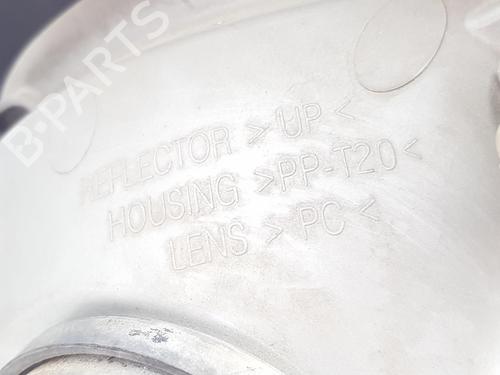 B-PARTS
REFLECTOR >UP<
HOUSING >PP-T20<
LENS >PC<